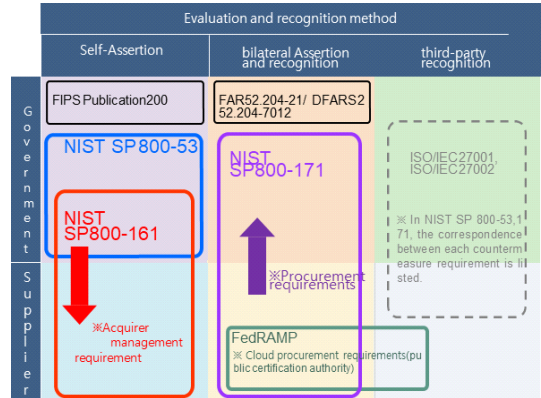 Evaluation and recognition method
Self-Assertion
bilateral Assertion
and recognition
third-party
recognition
Government
FIPS Publication200
FAR52.204-21/ DFARS2
52.204-7012
NIST SP800-53
NIST
SP800-171
ISO/IEC27001,
ISO/IEC27002
※ In NIST SP 800-53,1
71, the correspondence
between each counterm
easure requirement is li
sted.
NIST
SP800-161
Supplier
※Procurement
requirements
※Acquirer
management
requirement
FedRAMP
※ Cloud procurement requirements(pu
blic certification authority)